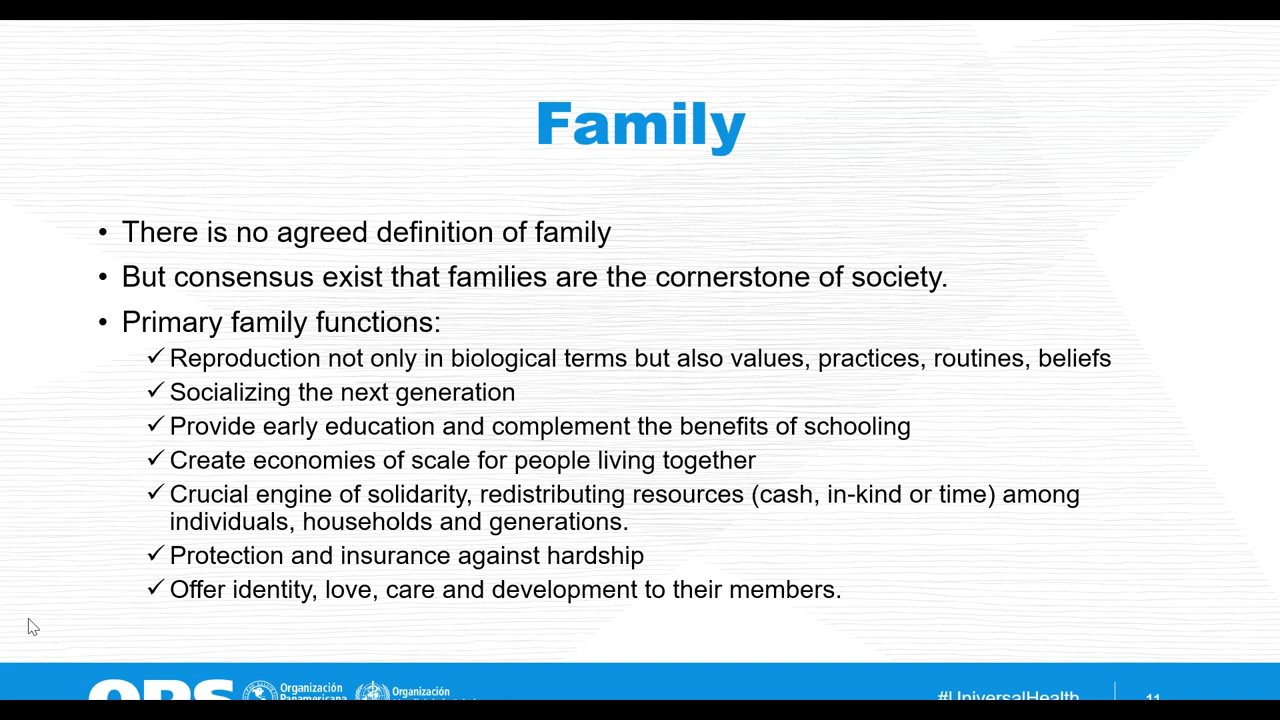 Family
• There is no agreed definition of family
• But consensus exist that families are the cornerstone of society.
• Primary family functions:
✓ Reproduction not only in biological terms but also values, practices, routines, beliefs
✓ Socializing the next generation
✓ Provide early education and complement the benefits of schooling
✓ Create economies of scale for people living together
✓ Crucial engine of solidarity, redistributing resources (cash, in-kind or time) among
individuals, households and generations.
✓ Protection and insurance against hardship
✓ Offer identity, love, care and development to their members.
OPS
Organización
Panamericana
Organización
#UniversalHealth
11